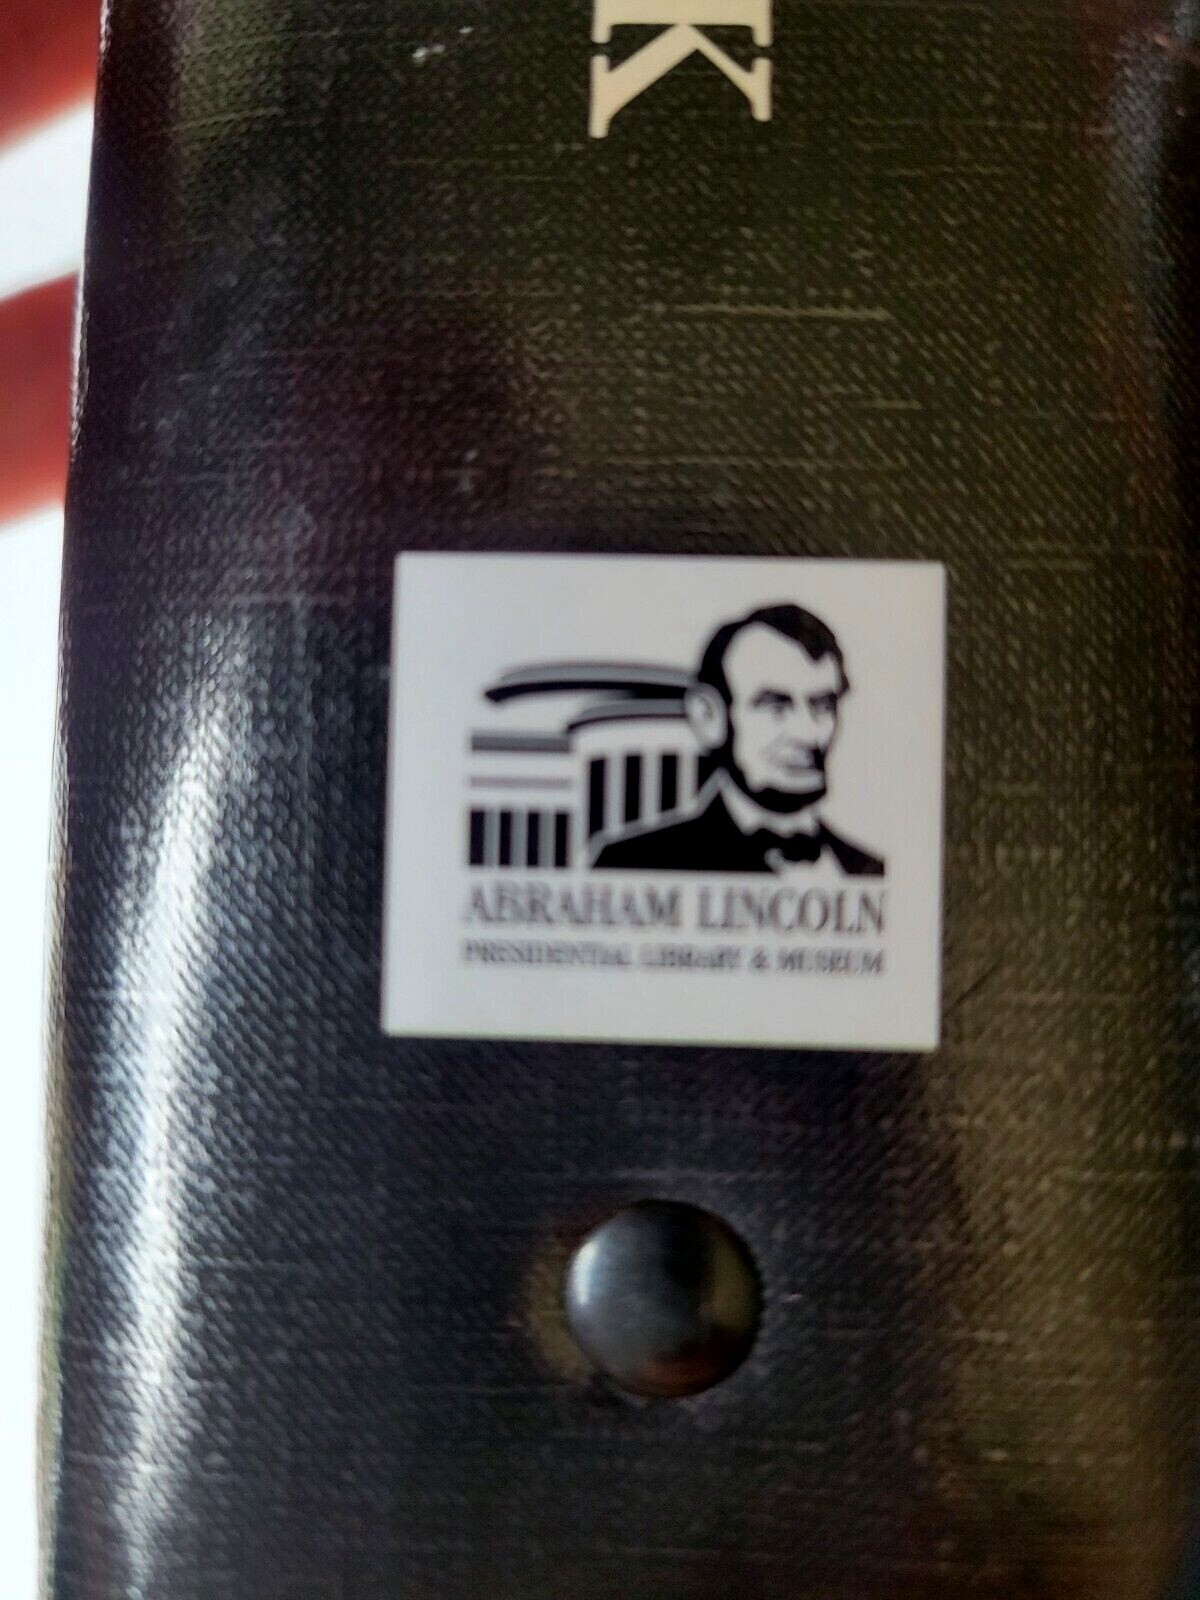 K
ABRAHAM LINCOLN
PRESIDENTIAL LIBRARY & MUSEUM